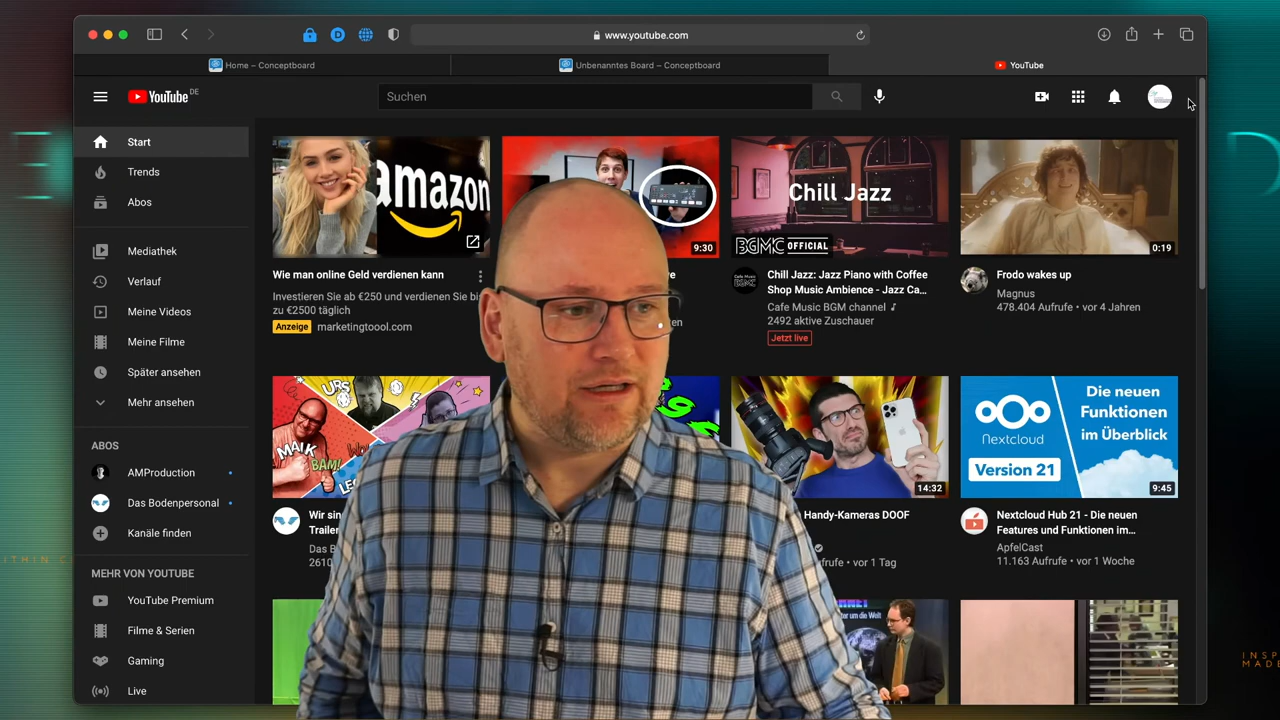 www.youtube.com
Home – Conceptboard
Unbenanntes Board – Conceptboard
YouTube
YouTube DE
Suchen
Start
Trends
Abos
Mediathek
Verlauf
Meine Videos
Meine Filme
Später ansehen
Mehr ansehen
ABOS
AMProduction
Das Bodenpersonal
Kanäle finden
MEHR VON YOUTUBE
YouTube Premium
Filme & Serien
Gaming
Live
amazon
Wie man online Geld verdienen kann
Investieren Sie ab €250 und verdienen Sie bis
zu €2500 täglich
Anzeige marketingtoool.com
9:30
Chill Jazz
BGMC OFFICIAL
Chill Jazz: Jazz Piano with Coffee
Shop Music Ambience - Jazz Ca...
Cafe Music BGM channel
2492 aktive Zuschauer
Jetzt live
0:19
Frodo wakes up
Magnus
478.404 Aufrufe • vor 4 Jahren
URS
MAIK
BAM!
Wir sin
Trailer
Das B
2610
14:32
Handy-Kameras DOOF
vor 1 Tag
Nextcloud
Version 21
Die neuen
Funktionen
im Überblick
9:45
Nextcloud Hub 21 - Die neuen
Features und Funktionen im...
ApfelCast
11.163 Aufrufe • vor 1 Woche